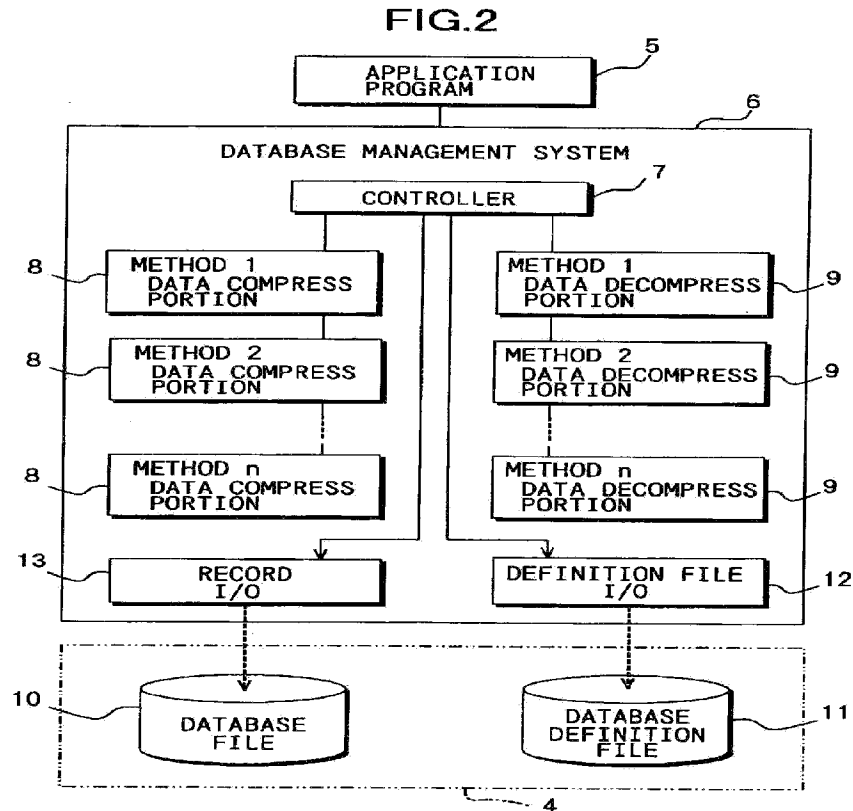 FIG.2
5
APPLICATION
PROGRAM
6
DATABASE MANAGEMENT SYSTEM
7
CONTROLLER
8
METHOD 1
DATA COMPRESS
PORTION
METHOD 1
DATA DECOMPRESS
PORTION
9
8
METHOD 2
DATA COMPRESS
PORTION
METHOD 2
DATA DECOMPRESS
PORTION
9
8
METHOD n
DATA COMPRESS
PORTION
METHOD n
DATA DECOMPRESS
PORTION
9
13
RECORD
I/O
DEFINITION FILE
I/O
12
10
DATABASE
FILE
DATABASE
DEFINITION
FILE
11
4